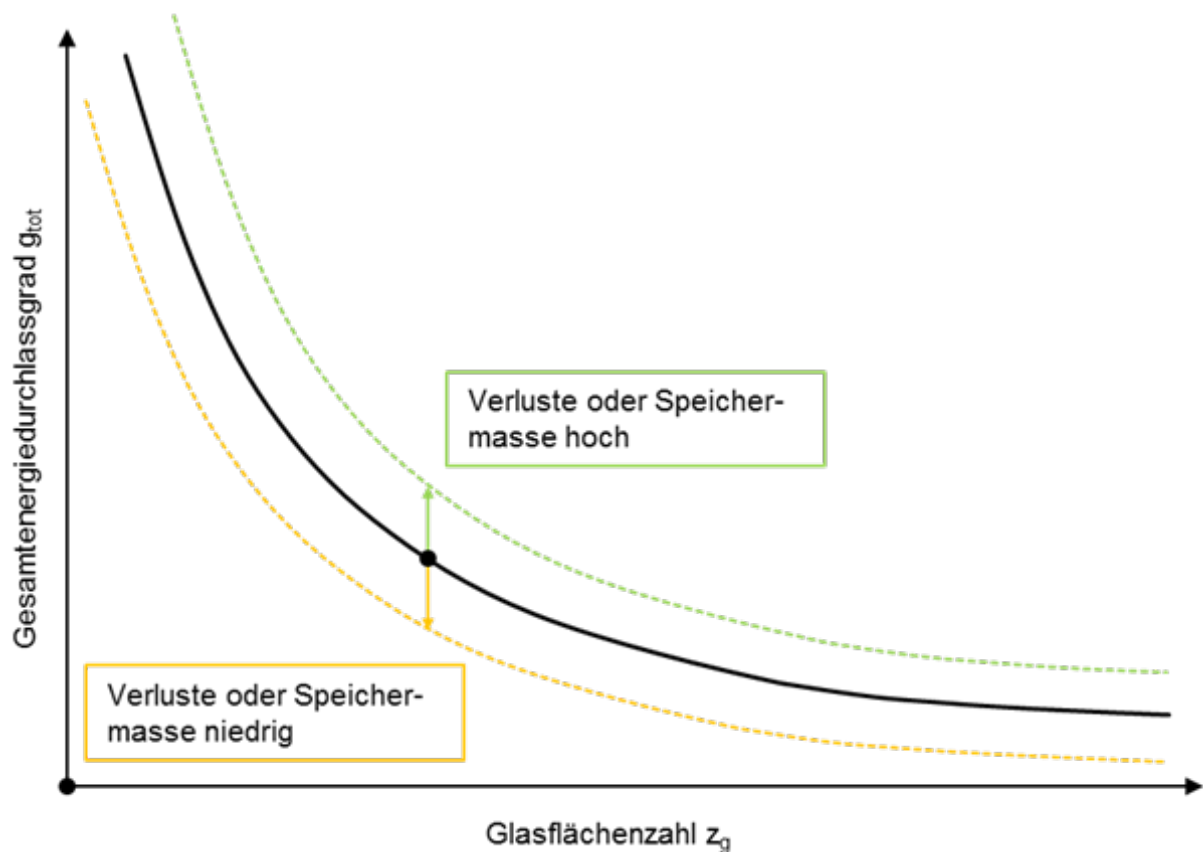 Gesamtenergiedurchlassgrad gtot
Verluste oder Speicher-
masse hoch
Verluste oder Speicher-
masse niedrig
Glasflächenzahl zg